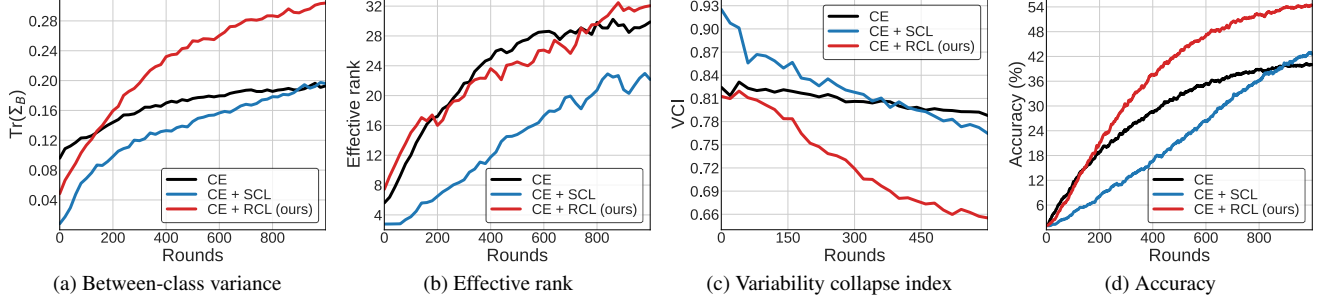 0.28
0.24
0.20
0.16
0.12
0.08
0.04
Tr(Σ_B)
CE
CE + SCL
CE + RCL (ours)
0 200 400 600 800
Rounds
(a) Between-class variance
32
28
24
20
16
12
8
4
Effective rank
CE
CE + SCL
CE + RCL (ours)
0 200 400 600 800
Rounds
(b) Effective rank
0.93
0.90
0.87
0.84
0.81
0.78
0.75
0.72
0.69
0.66
VCI
CE
CE + SCL
CE + RCL (ours)
0 150 300 450
Rounds
(c) Variability collapse index
54
48
42
36
30
24
18
12
6
Accuracy (%)
CE
CE + SCL
CE + RCL (ours)
0 200 400 600 800
Rounds
(d) Accuracy